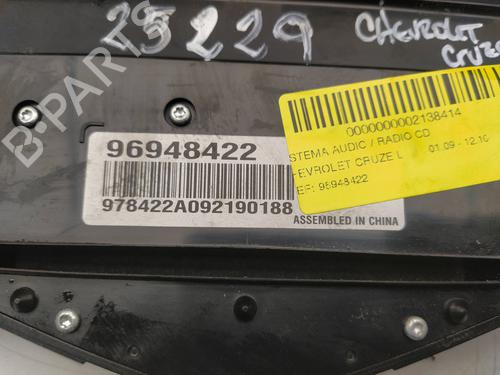 25229
CHEVROLET
CRUZE
B-PARTS
0000000002138414
STEMA AUDIO / RADIO CD
EVROLET CRUZE L 01.09 - 12.16
EF: 96948422
96948422
978422A092190188
ASSEMBLED IN CHINA